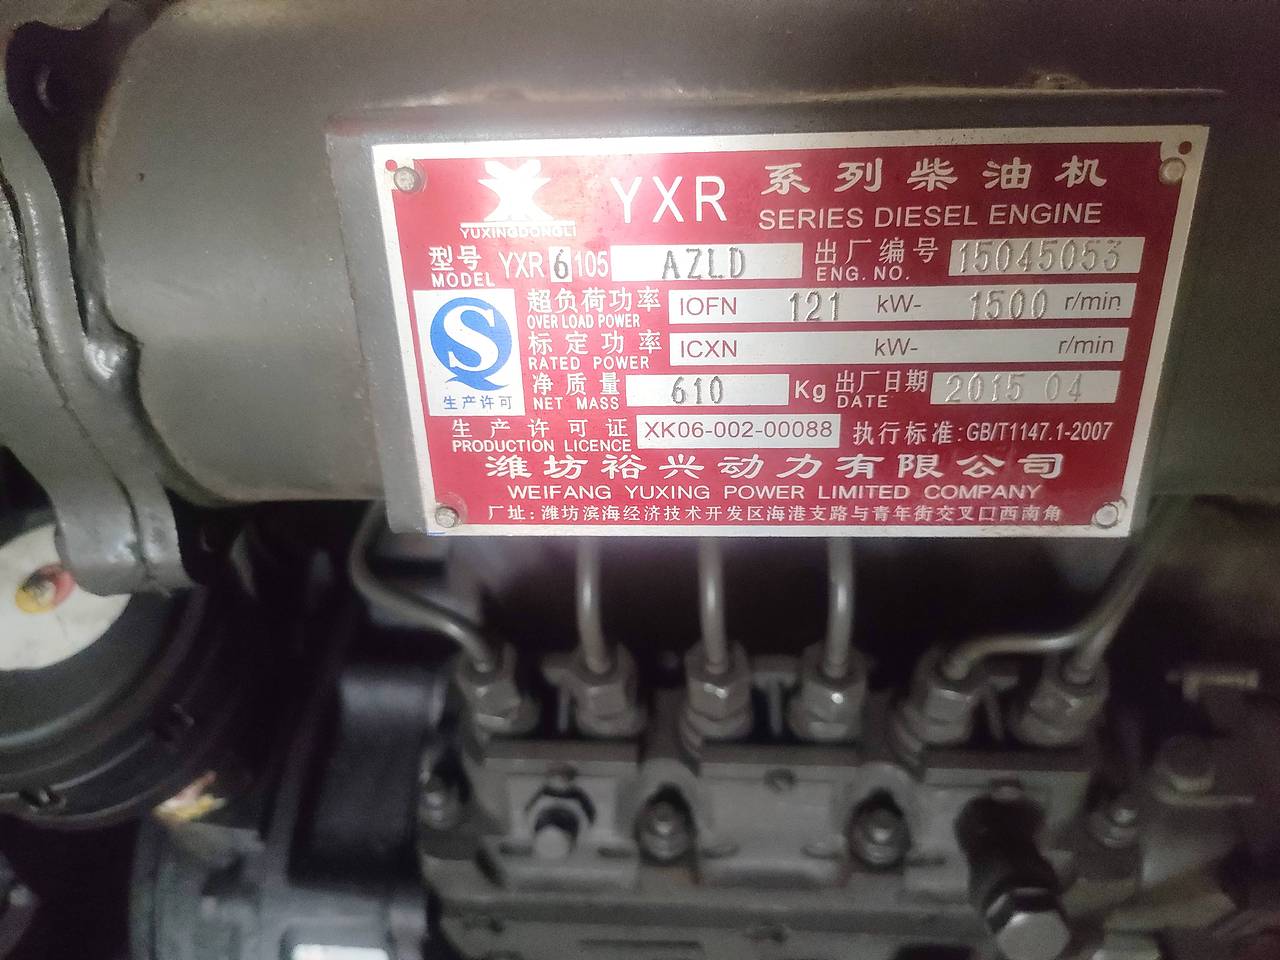 YUXINGDONGLI
YXR 系列柴油机
SERIES DIESEL ENGINE
型号 YXR 6 105 AZLD 出厂编号 15045053
MODEL ENG. NO.
超负荷功率 IOFN 121 kW- 1500 r/min
OVER LOAD POWER
标定功率 ICXN kW- r/min
RATED POWER
净质量 610 Kg 出厂日期 2015 04
NET MASS DATE
S
生产许可
生产许可证 XK06-002-00088 执行标准:GB/T1147.1-2007
PRODUCTION LICENCE
潍坊裕兴动力有限公司
WEIFANG YUXING POWER LIMITED COMPANY
厂址:潍坊滨海经济技术开发区海港支路与青年街交叉口西南角